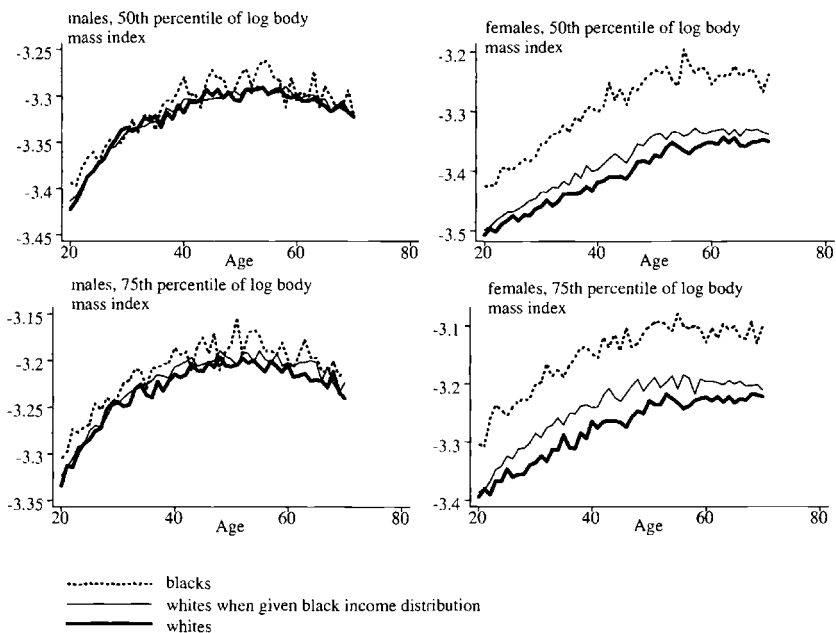 males, 50th percentile of log body
mass index
-3.25
-3.3
-3.35
-3.4
-3.45
20
40
60
80
Age
females, 50th percentile of log body
mass index
-3.2
-3.3
-3.4
-3.5
20
40
60
80
Age
males, 75th percentile of log body
mass index
-3.15
-3.2
-3.25
-3.3
-3.35
20
40
60
80
Age
females, 75th percentile of log body
mass index
-3.1
-3.2
-3.3
-3.4
20
40
60
80
Age
blacks
whites when given black income distribution
whites